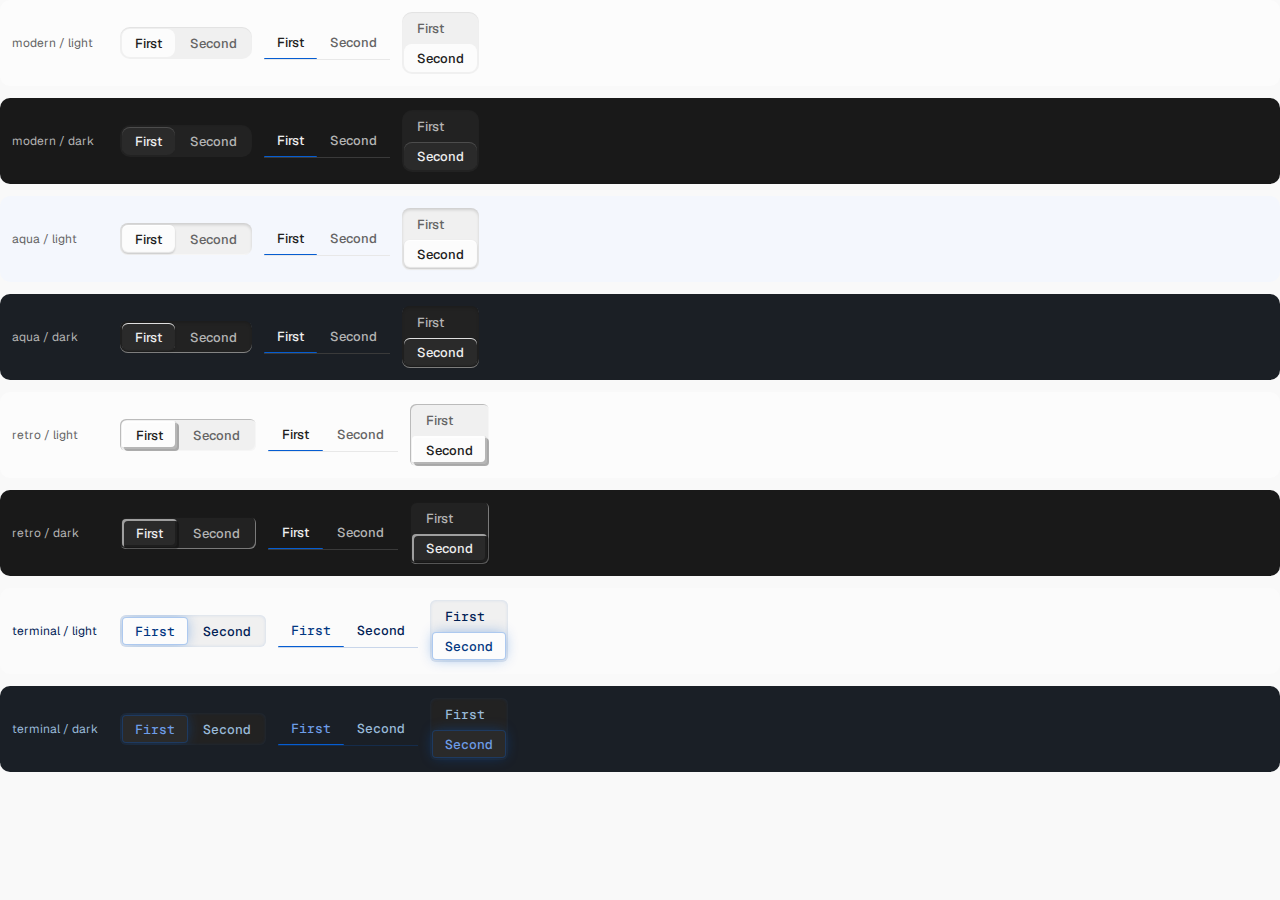 modern / light First Second First Second First
Second
modern / dark First Second First Second First
Second
aqua / light First Second First Second First
Second
aqua / dark First Second First Second First
Second
retro / light First Second First Second First
Second
retro / dark First Second First Second First
Second
terminal / light First Second First Second First
Second
terminal / dark First Second First Second First
Second